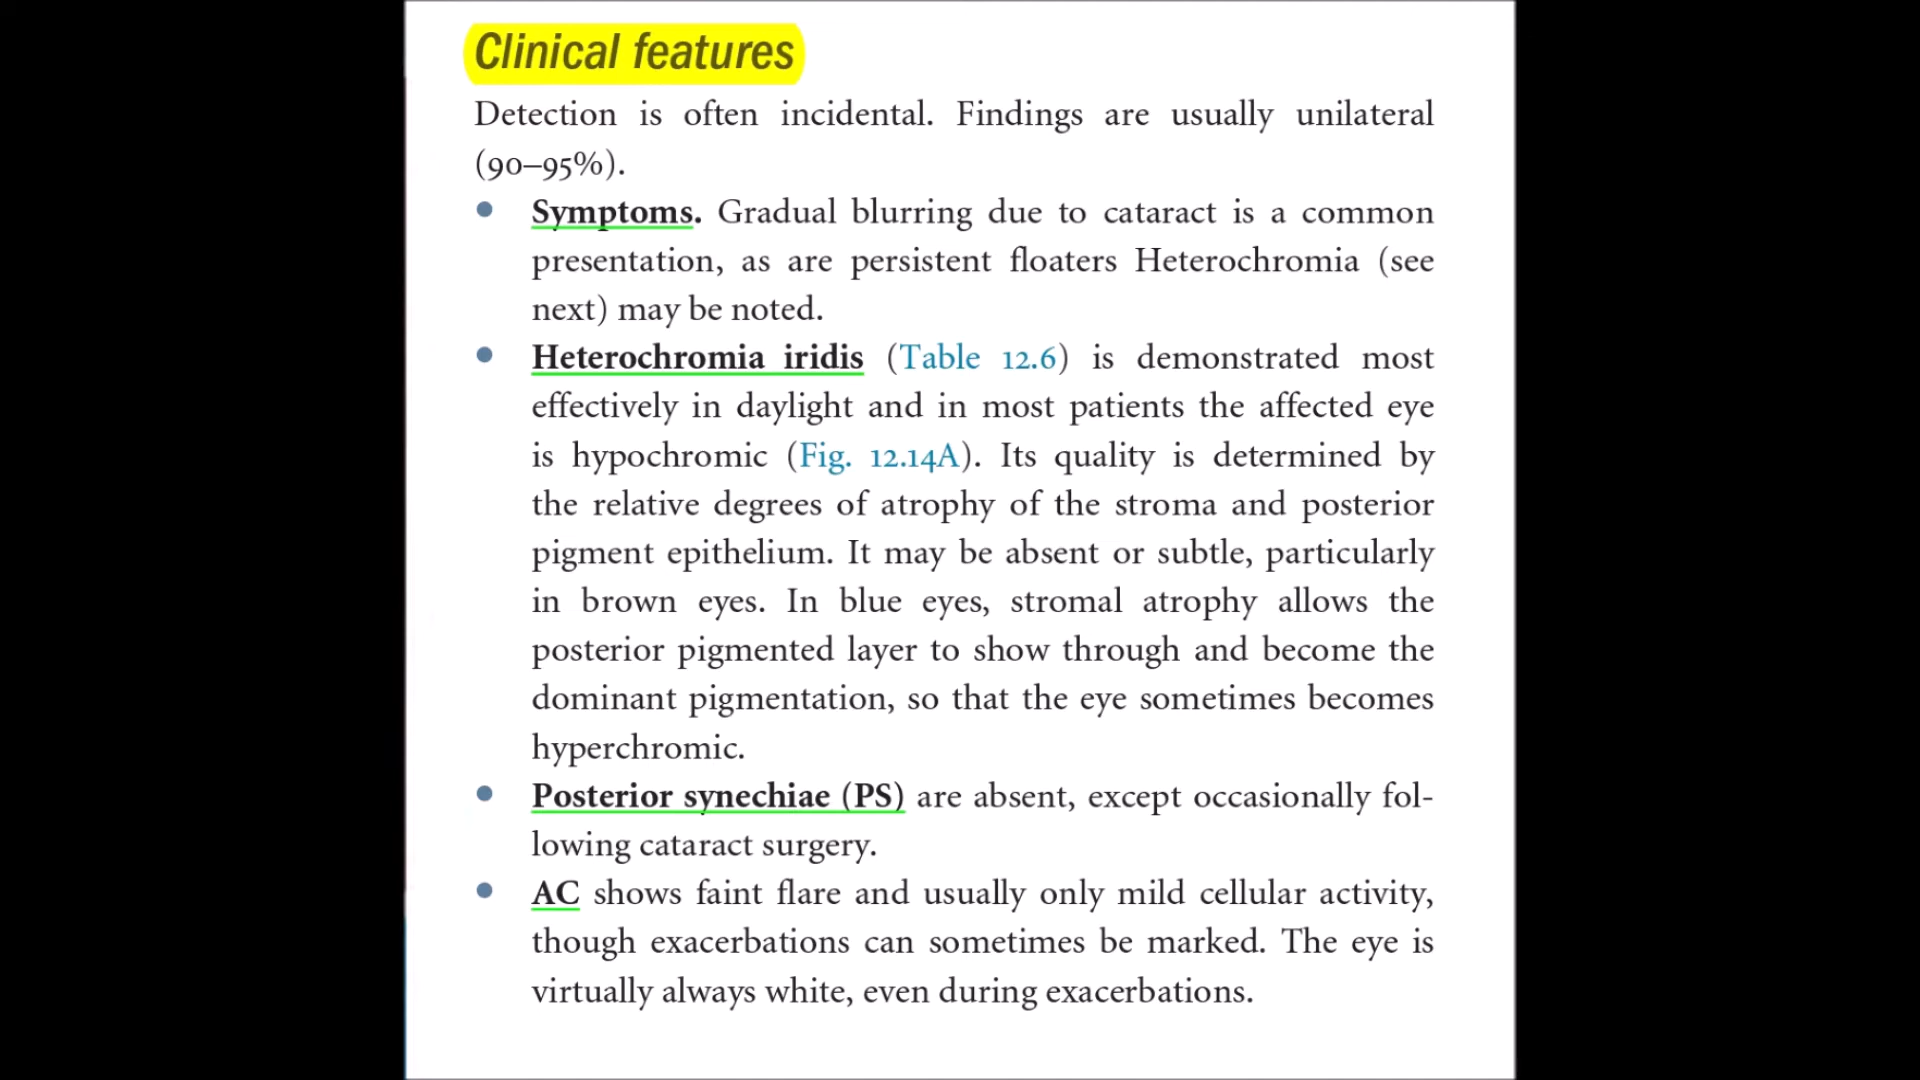 Clinical features
Detection is often incidental. Findings are usually unilateral
(90–95%).
• Symptoms. Gradual blurring due to cataract is a common
presentation, as are persistent floaters Heterochromia (see
next) may be noted.
• Heterochromia iridis (Table 12.6) is demonstrated most
effectively in daylight and in most patients the affected eye
is hypochromic (Fig. 12.14A). Its quality is determined by
the relative degrees of atrophy of the stroma and posterior
pigment epithelium. It may be absent or subtle, particularly
in brown eyes. In blue eyes, stromal atrophy allows the
posterior pigmented layer to show through and become the
dominant pigmentation, so that the eye sometimes becomes
hyperchromic.
• Posterior synechiae (PS) are absent, except occasionally fol-
lowing cataract surgery.
• AC shows faint flare and usually only mild cellular activity,
though exacerbations can sometimes be marked. The eye is
virtually always white, even during exacerbations.